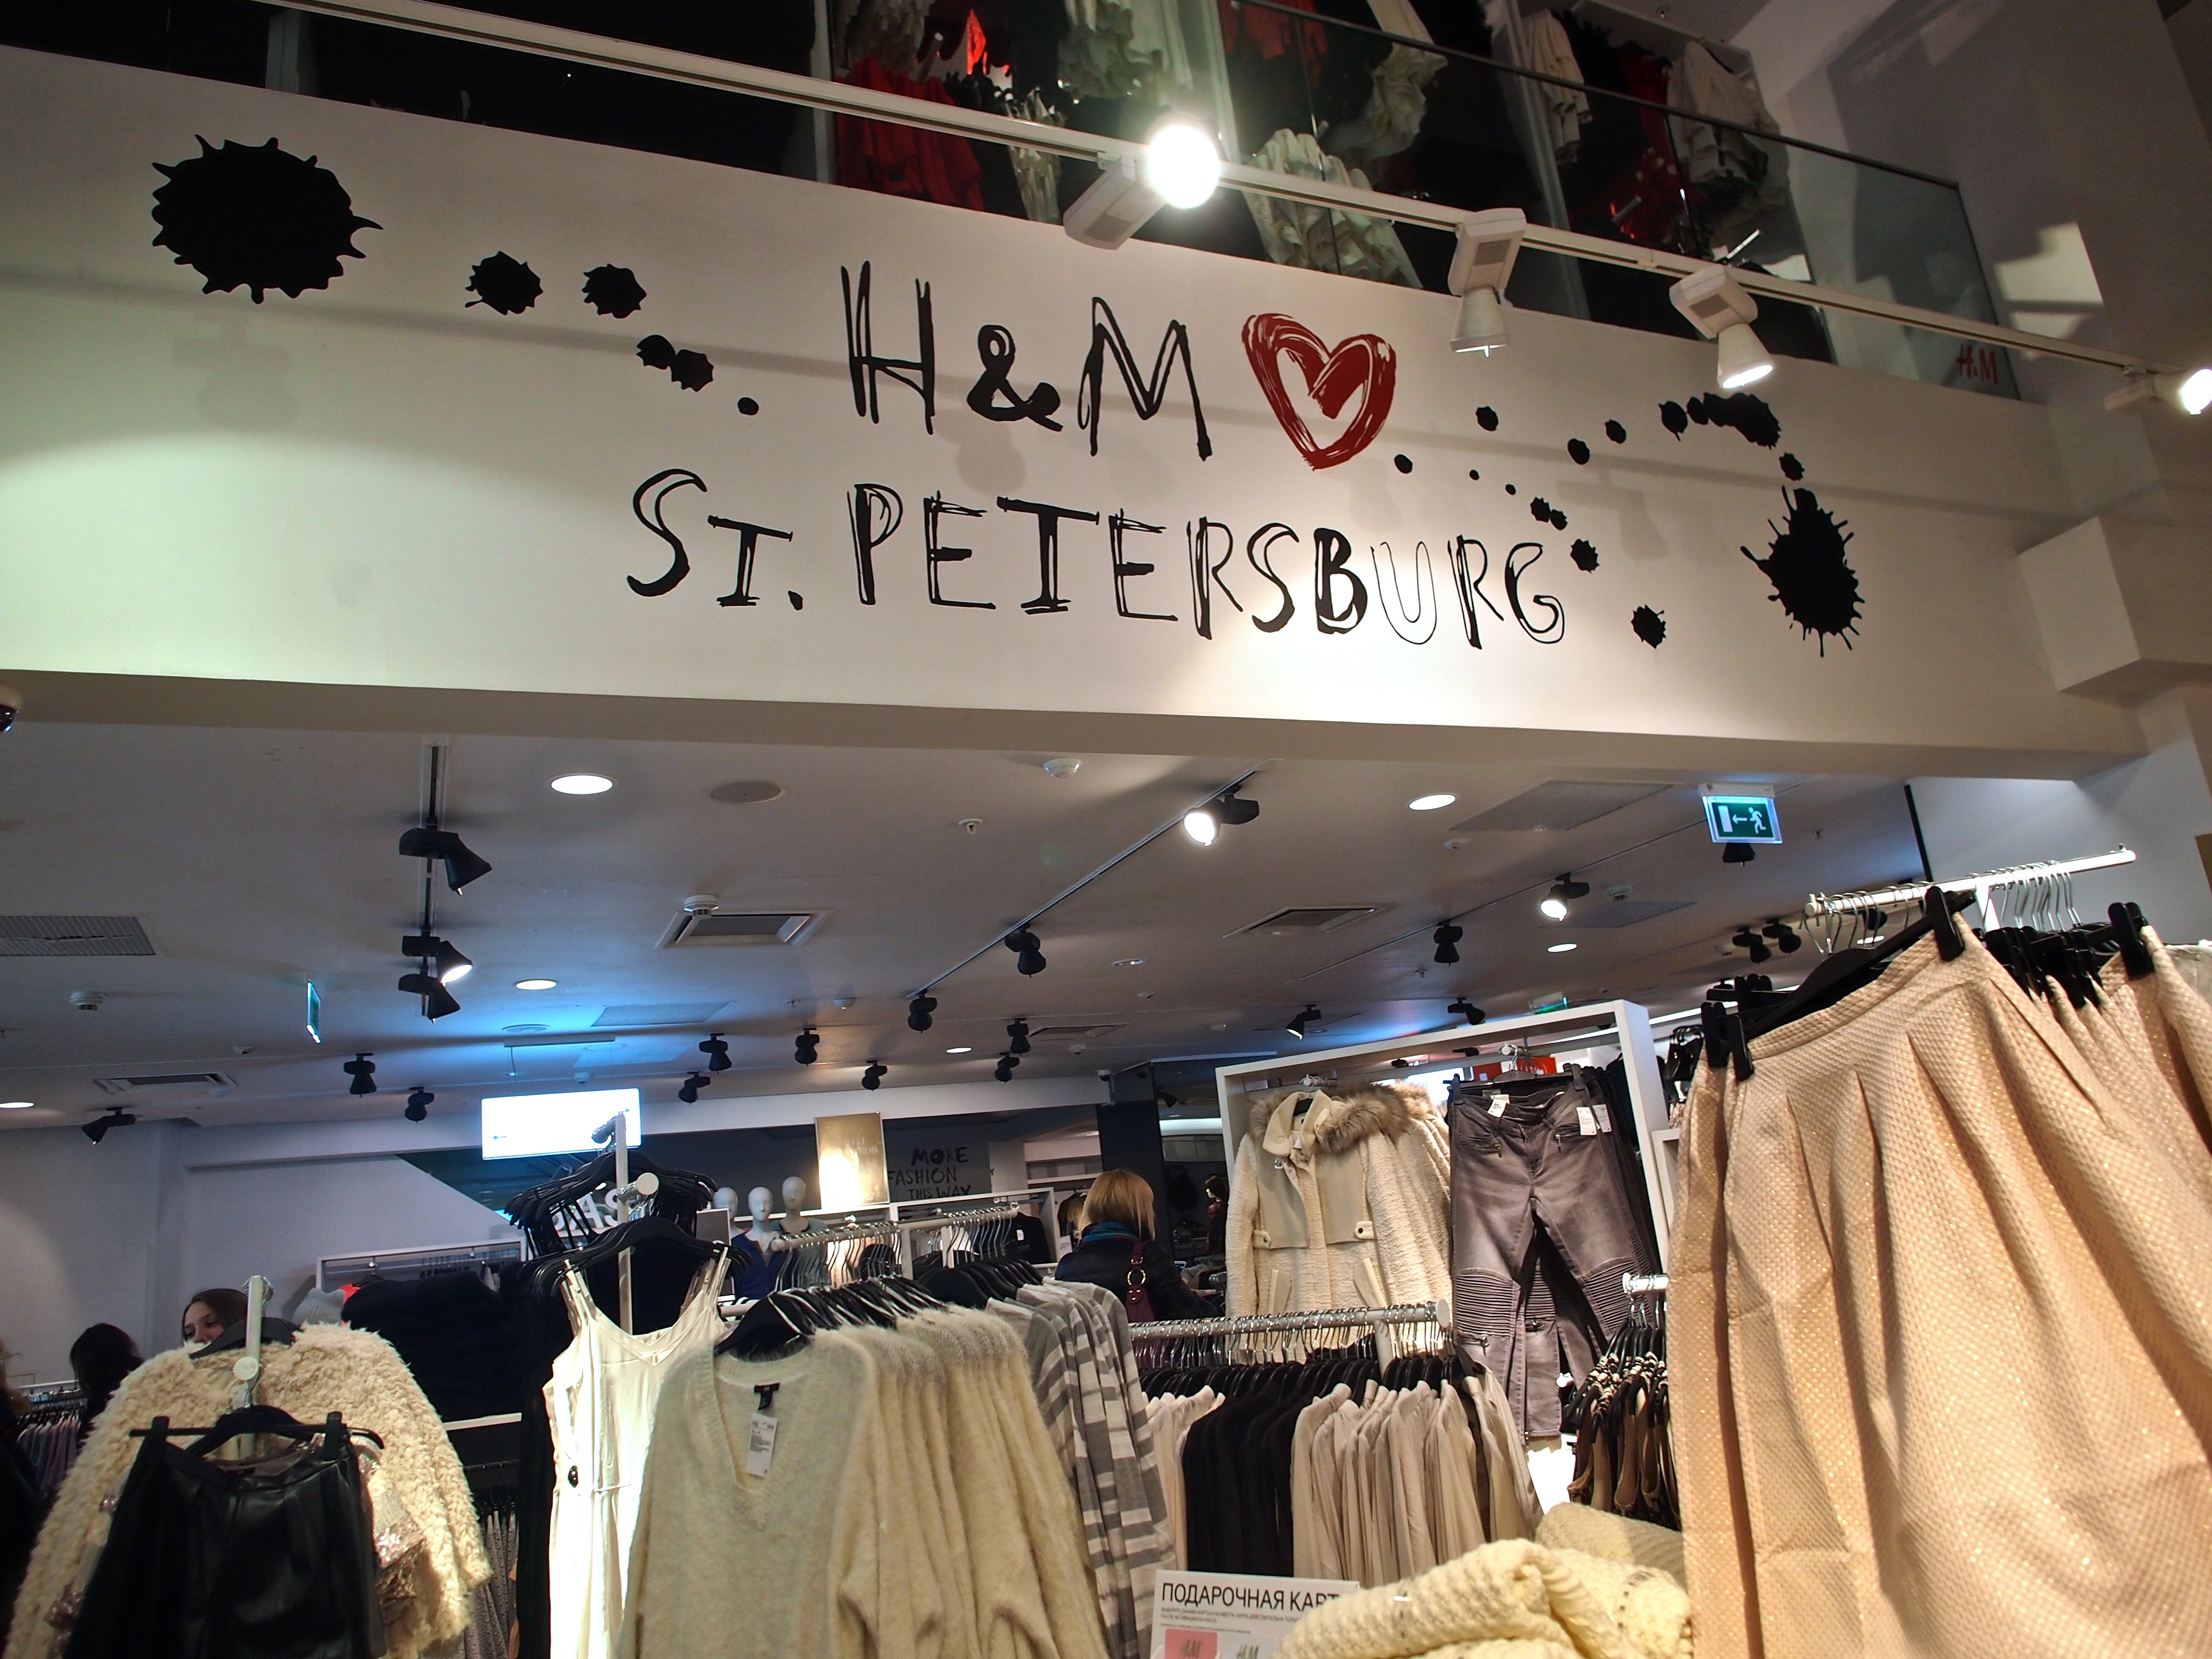 H&M
ST. PETERSBURG
H&M
MORE
FASHION
THIS WAY
ПОДАРОЧНАЯ КАРТ
H&M
H&M